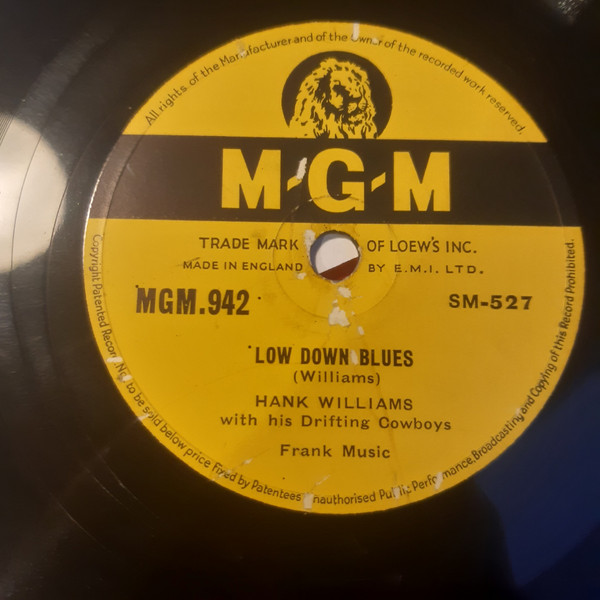 All rights of the Manufacturer and of the Owner of the recorded work reserved.
M-G-M
TRADE MARK OF LOEW'S INC.
MADE IN ENGLAND BY E.M.I. LTD.
MGM.942 SM-527
LOW DOWN BLUES
(Williams)
HANK WILLIAMS
with his Drifting Cowboys
Frank Music
Copyright Patented Record. Not to be sold below price Fixed by Patentees Unauthorised Public Performance, Broadcasting and Copying of this Record Prohibited.